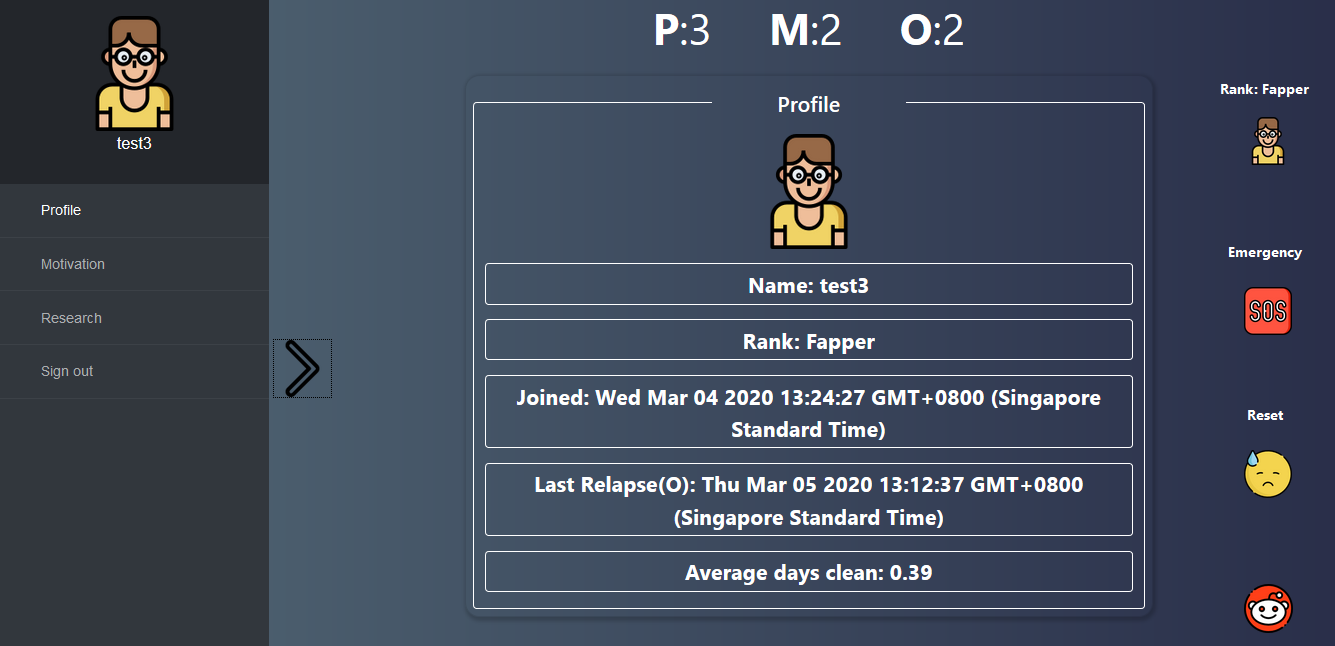 test3
Profile
Motivation
Research
Sign out
P:3 M:2 O:2
Profile
Name: test3
Rank: Fapper
Joined: Wed Mar 04 2020 13:24:27 GMT+0800 (Singapore
Standard Time)
Last Relapse(O): Thu Mar 05 2020 13:12:37 GMT+0800
(Singapore Standard Time)
Average days clean: 0.39
Rank: Fapper
Emergency
SOS
Reset